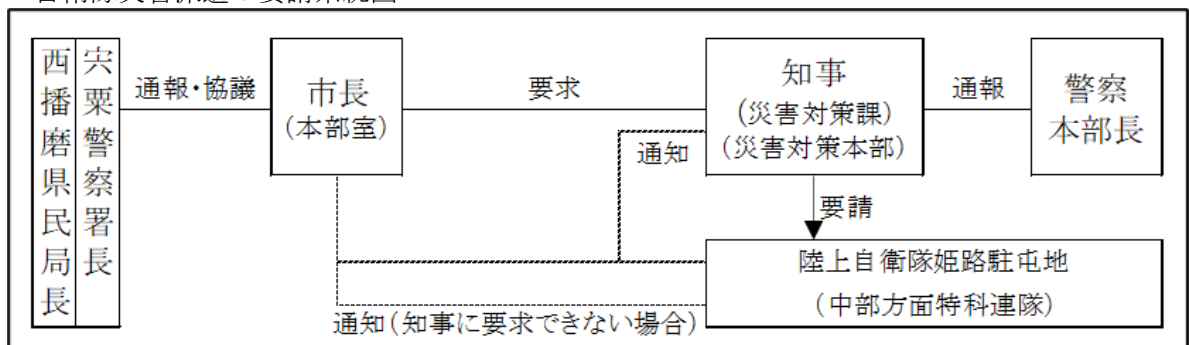 西播磨県民局長
宍粟警察署長
通報・協議
市長
(本部室)
要求
知事
(災害対策課)
(災害対策本部)
通報
警察
本部長
通知
要請
陸上自衛隊姫路駐屯地
(中部方面特科連隊)
通知(知事に要求できない場合)